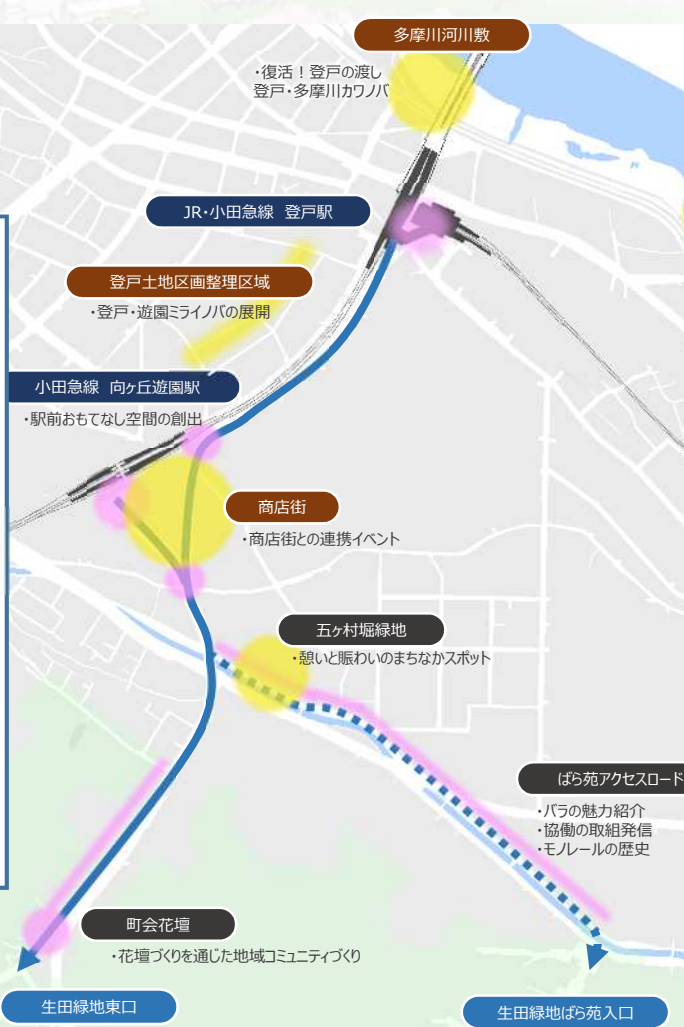 多摩川河川敷
・復活！登戸の渡し
登戸・多摩川カワノバ
JR・小田急線 登戸駅
登戸土地区画整理区域
・登戸・遊園ミライノバの展開
小田急線 向ヶ丘遊園駅
・駅前おもてなし空間の創出
商店街
・商店街との連携イベント
五ヶ村堀緑地
・憩いと賑わいのまちなかスポット
ばら苑アクセスロード
・バラの魅力紹介
・協働の取組発信
・モノレールの歴史
町会花壇
・花壇づくりを通じた地域コミュニティづくり
生田緑地東口
生田緑地ばら苑入口